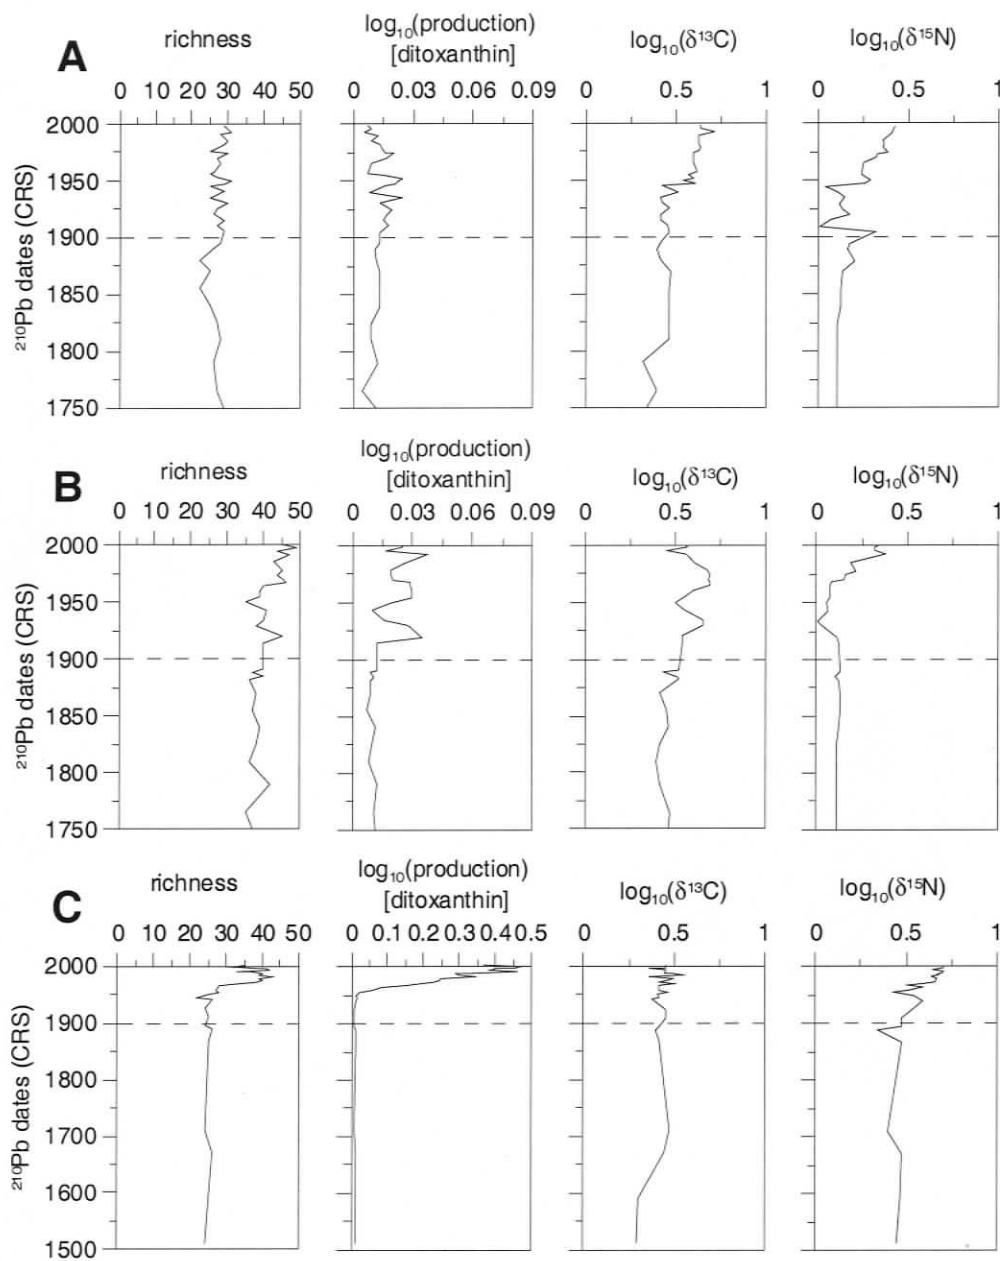 A
richness
log₁₀(production)
[ditoxanthin]
log₁₀(δ¹³C)
log₁₀(δ¹⁵N)
0 10 20 30 40 50
0 0.03 0.06 0.09
0 0.5 1
0 0.5 1
²¹⁰Pb dates (CRS)
2000
1950
1900
1850
1800
1750
B
richness
log₁₀(production)
[ditoxanthin]
log₁₀(δ¹³C)
log₁₀(δ¹⁵N)
0 10 20 30 40 50
0 0.03 0.06 0.09
0 0.5 1
0 0.5 1
²¹⁰Pb dates (CRS)
2000
1950
1900
1850
1800
1750
C
richness
log₁₀(production)
[ditoxanthin]
log₁₀(δ¹³C)
log₁₀(δ¹⁵N)
0 10 20 30 40 50
0 0.1 0.2 0.3 0.4 0.5
0 0.5 1
0 0.5 1
²¹⁰Pb dates (CRS)
2000
1900
1800
1700
1600
1500